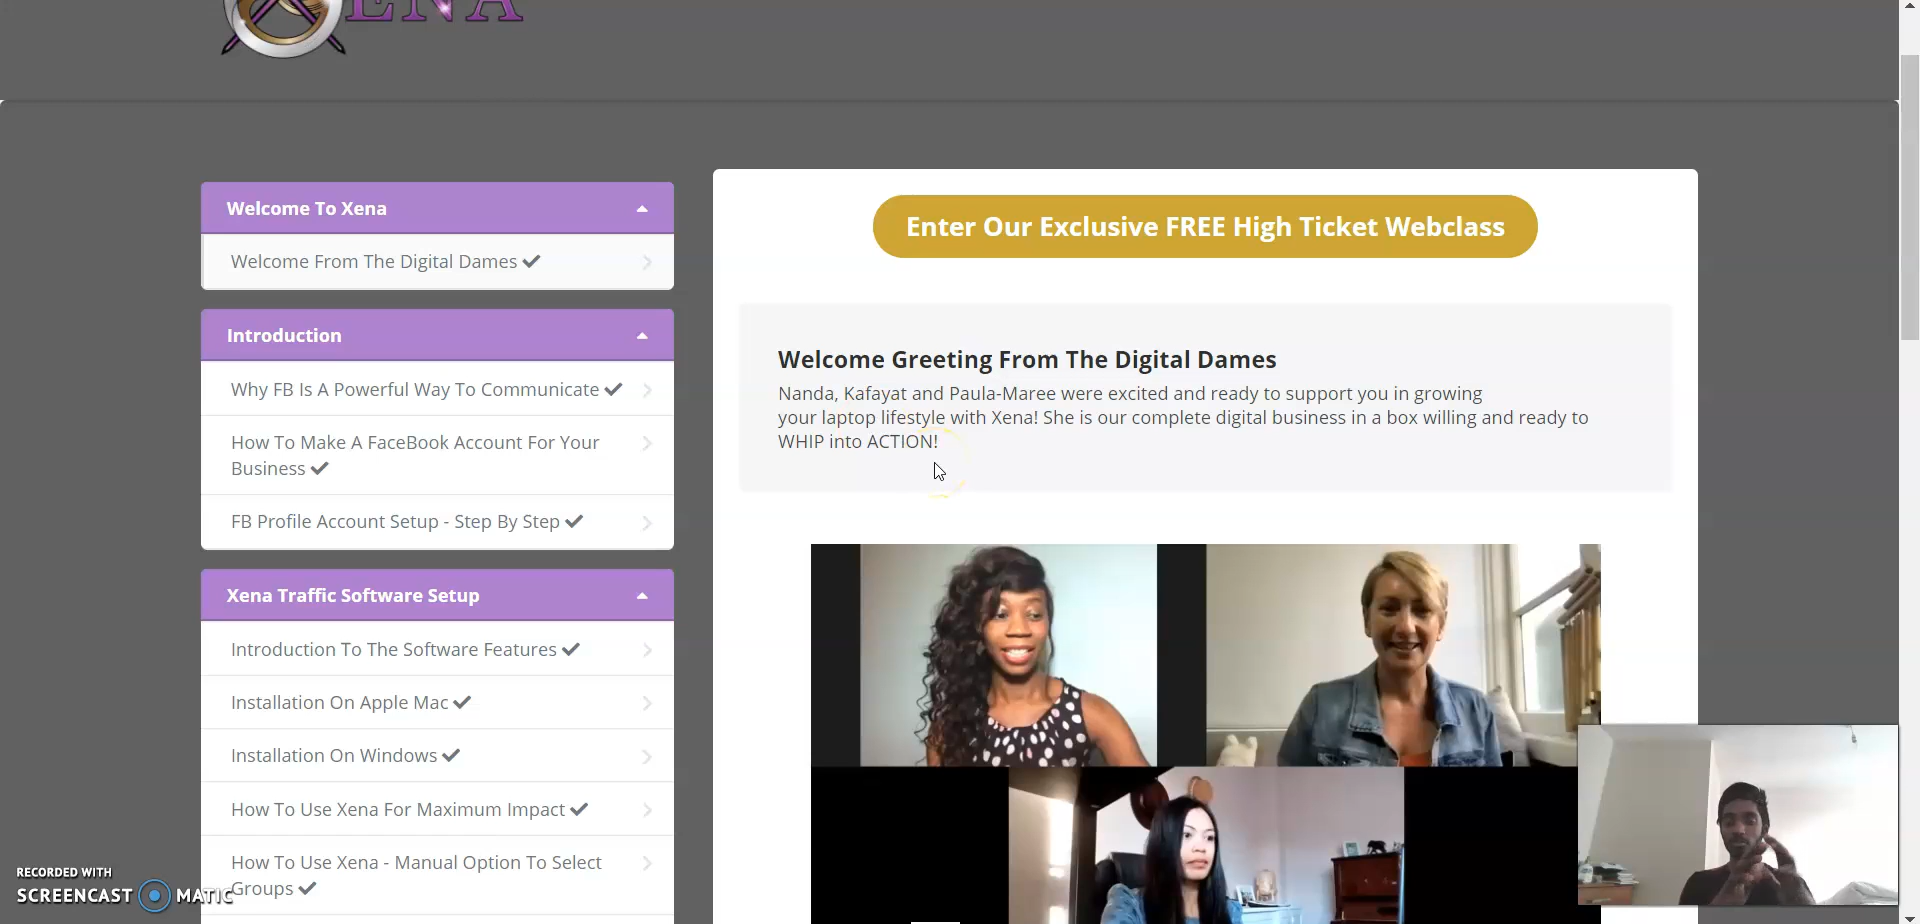 XENA
Welcome To Xena
Welcome From The Digital Dames
Introduction
Why FB Is A Powerful Way To Communicate
How To Make A FaceBook Account For Your
Business
FB Profile Account Setup - Step By Step
Xena Traffic Software Setup
Introduction To The Software Features
Installation On Apple Mac
Installation On Windows
How To Use Xena For Maximum Impact
How To Use Xena - Manual Option To Select
Groups
Enter Our Exclusive FREE High Ticket Webclass
Welcome Greeting From The Digital Dames
Nanda, Kafayat and Paula-Maree were excited and ready to support you in growing
your laptop lifestyle with Xena! She is our complete digital business in a box willing and ready to
WHIP into ACTION!
RECORDED WITH
SCREENCAST MATIC